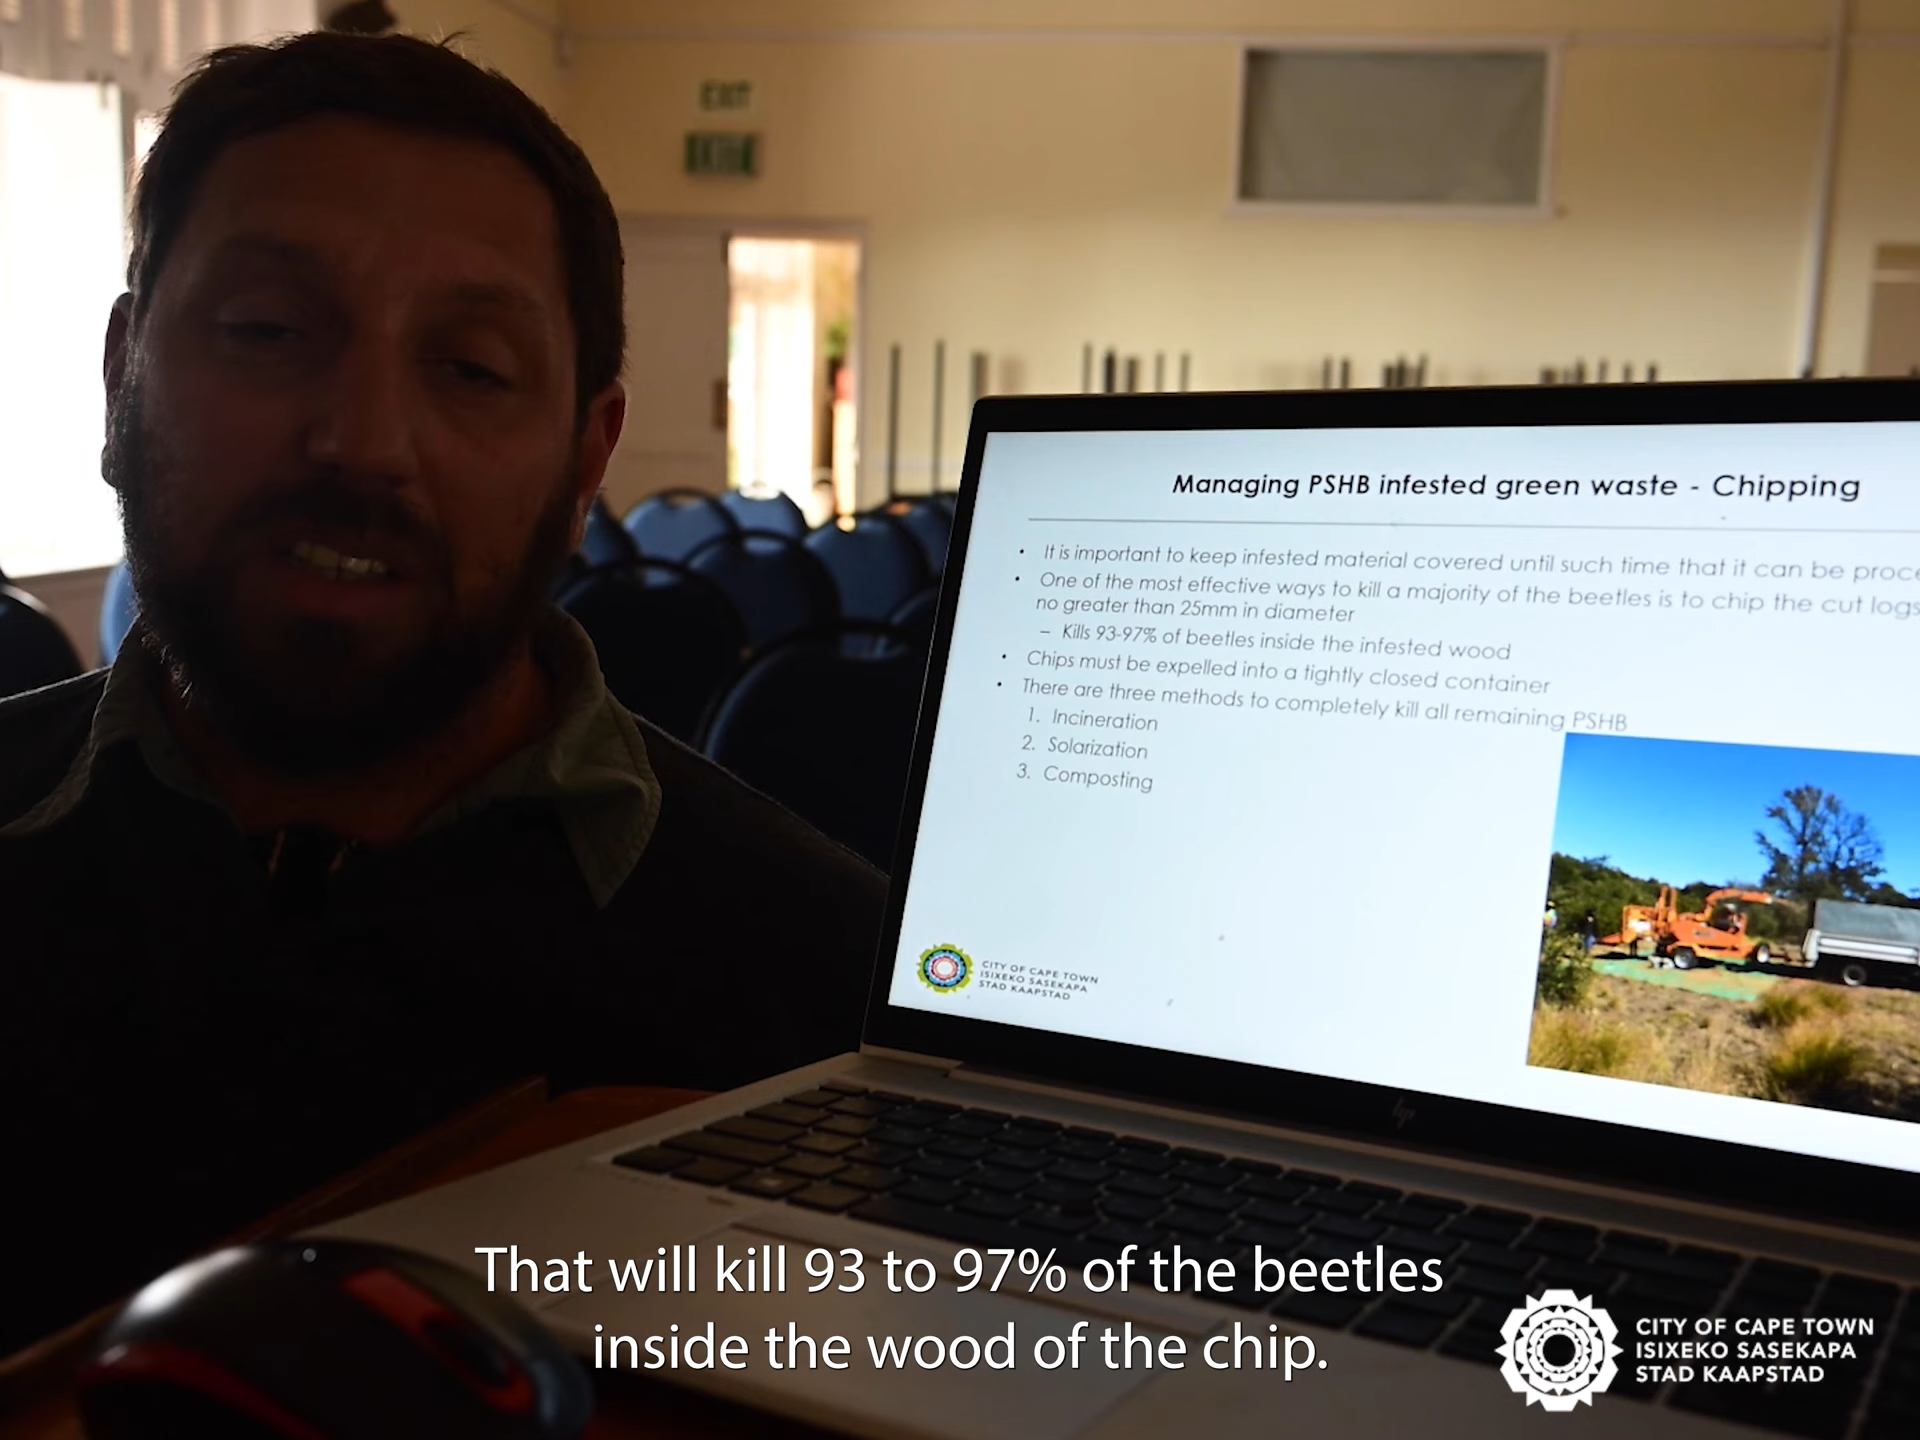 EXIT
EXIT
Managing PSHB infested green waste - Chipping
• It is important to keep infested material covered until such time that it can be proce
• One of the most effective ways to kill a majority of the beetles is to chip the cut logs
no greater than 25mm in diameter
– Kills 93-97% of beetles inside the infested wood
• Chips must be expelled into a tightly closed container
• There are three methods to completely kill all remaining PSHB
1. Incineration
2. Solarization
3. Composting
CITY OF CAPE TOWN
ISIXEKO SASEKAPA
STAD KAAPSTAD
hp
That will kill 93 to 97% of the beetles
inside the wood of the chip.
CITY OF CAPE TOWN
ISIXEKO SASEKAPA
STAD KAAPSTAD